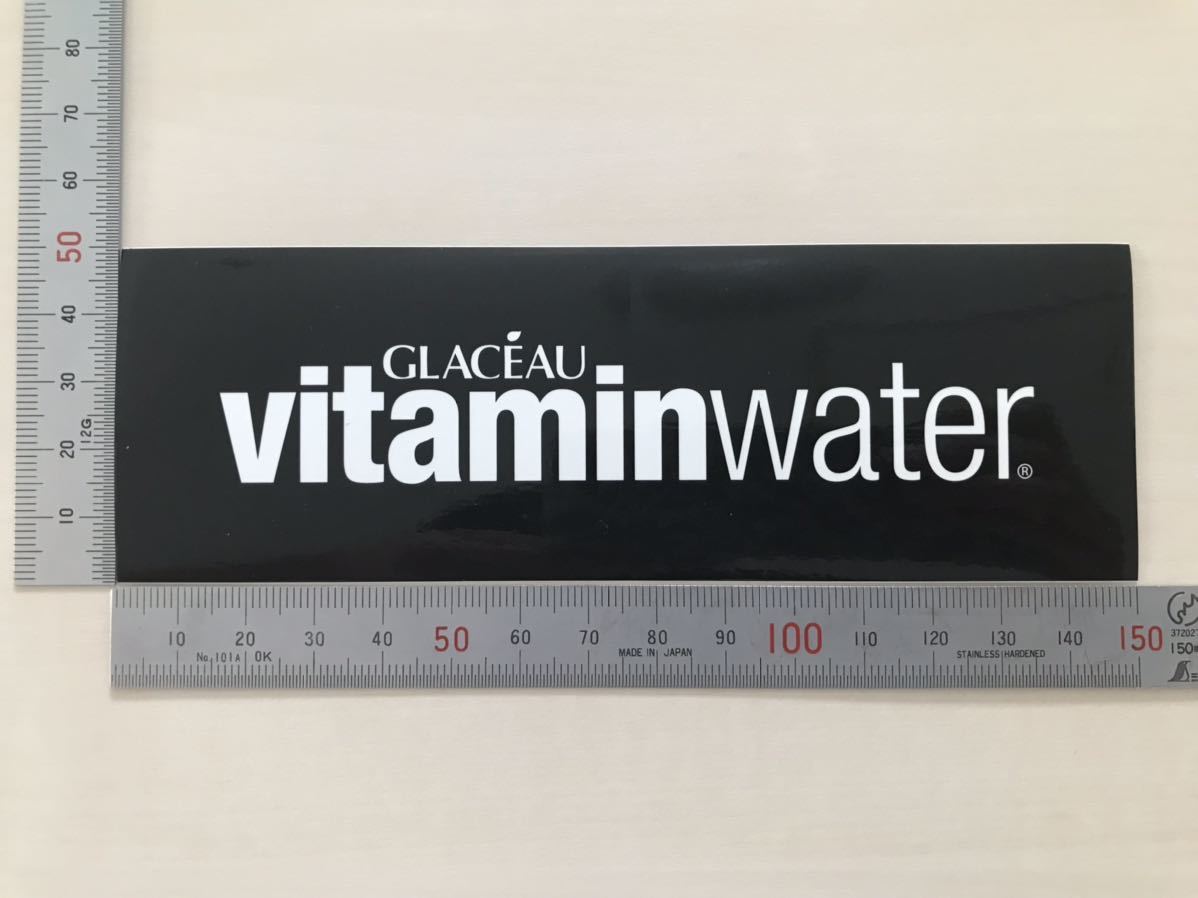 80
70
60
50
40
30
20
12G
10
GLACÉAU
vitaminwater®
10 20 30 40 50 60 70 80 90 100 110 120 130 140 150
No.101A OK MADE IN JAPAN STAINLESS HARDENED